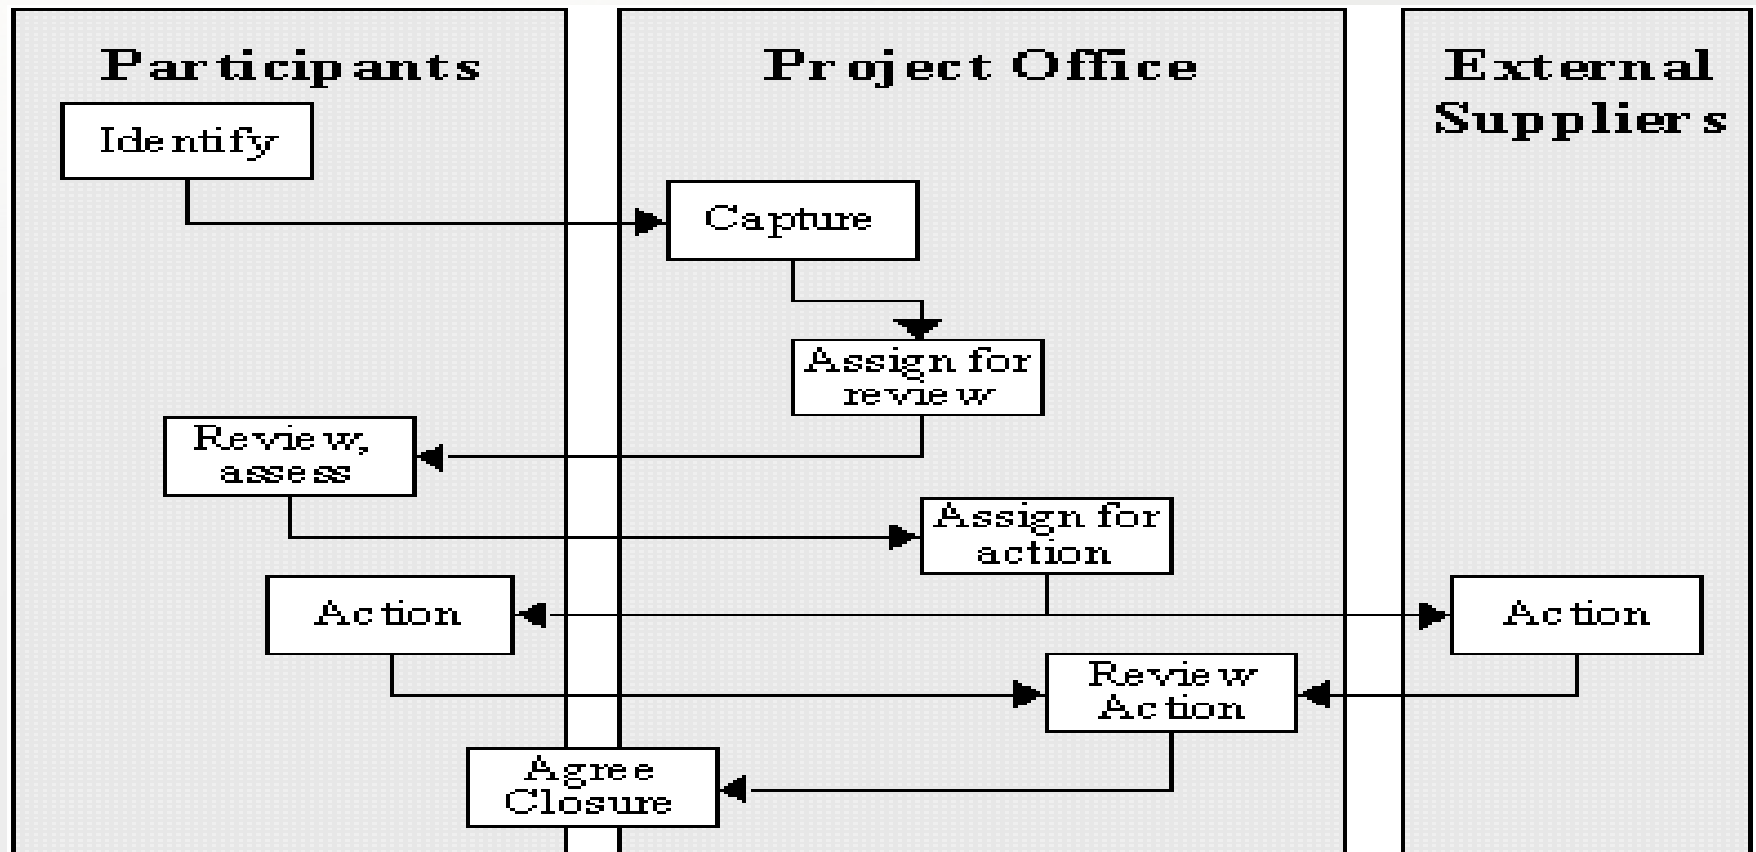 Participants
Project Office
External
Suppliers
Identify
Capture
Assign for
review
Review,
assess
Assign for
action
Action
Action
Review
Action
Agree
Closure